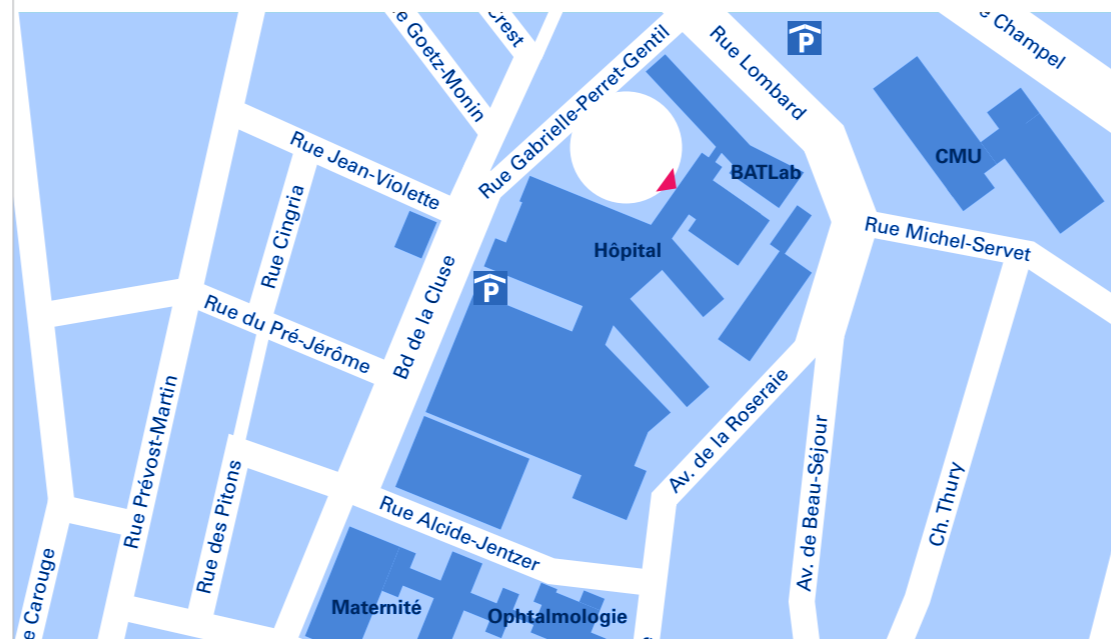 e Goetz-Monin
Crest
Rue Gabrielle-Perret-Gentil
Rue Lombard
P
e Champel
Rue Jean-Violette
BATLab
CMU
Rue Cingria
Hôpital
Rue Michel-Servet
Bd de la Cluse
P
Rue du Pré-Jérôme
Rue Prévost-Martin
Av. de la Roseraie
Rue des Pitons
Av. de Beau-Séjour
Ch. Thury
Rue Alcide-Jentzer
e Carouge
Maternité
Ophtalmologie